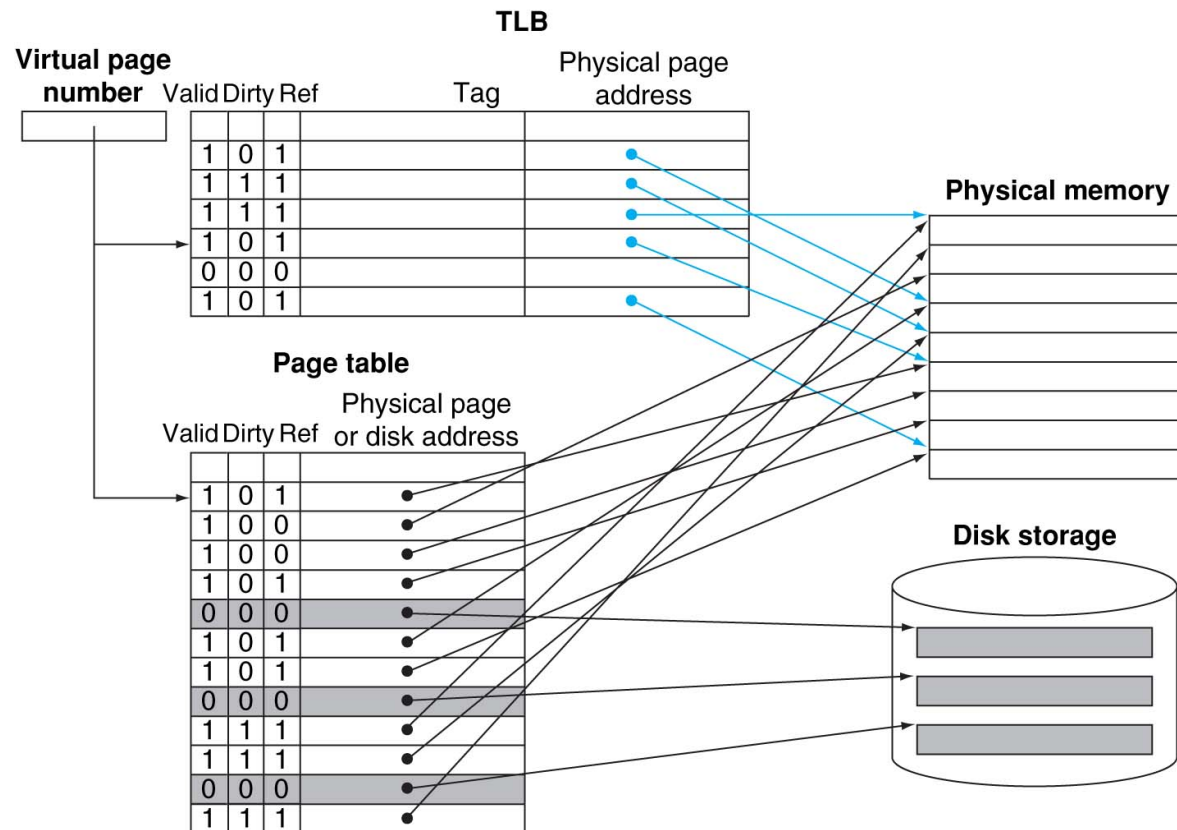 TLB
Virtual page
number
Valid Dirty Ref
Tag
Physical page
address
1 0 1
1 1 1
1 1 1
1 0 1
0 0 0
1 0 1
Physical memory
Page table
Valid Dirty Ref
Physical page
or disk address
1 0 1
1 0 0
1 0 0
1 0 1
0 0 0
1 0 1
1 0 1
0 0 0
1 1 1
1 1 1
0 0 0
1 1 1
Disk storage